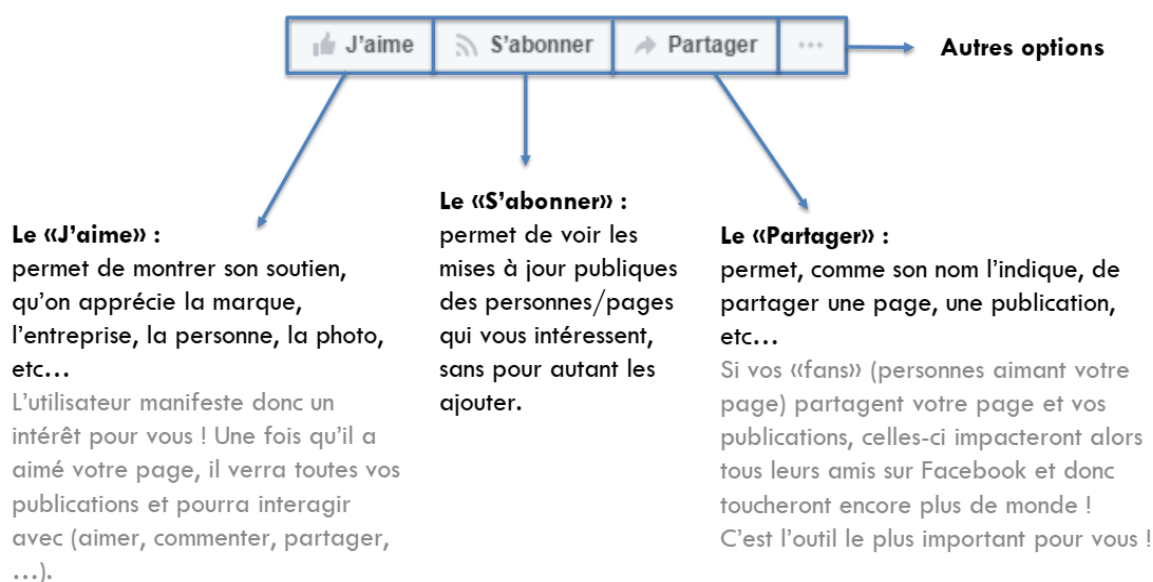 J'aime
S'abonner
Partager
...
Autres options
Le «J'aime» :
permet de montrer son soutien,
qu'on apprécie la marque,
l'entreprise, la personne, la photo,
etc...
L'utilisateur manifeste donc un
intérêt pour vous ! Une fois qu'il a
aimé votre page, il verra toutes vos
publications et pourra interagir
avec (aimer, commenter, partager,
...).
Le «S'abonner» :
permet de voir les
mises à jour publiques
des personnes/pages
qui vous intéressent,
sans pour autant les
ajouter.
Le «Partager» :
permet, comme son nom l'indique, de
partager une page, une publication,
etc...
Si vos «fans» (personnes aimant votre
page) partagent votre page et vos
publications, celles-ci impacteront alors
tous leurs amis sur Facebook et donc
toucheront encore plus de monde !
C'est l'outil le plus important pour vous !